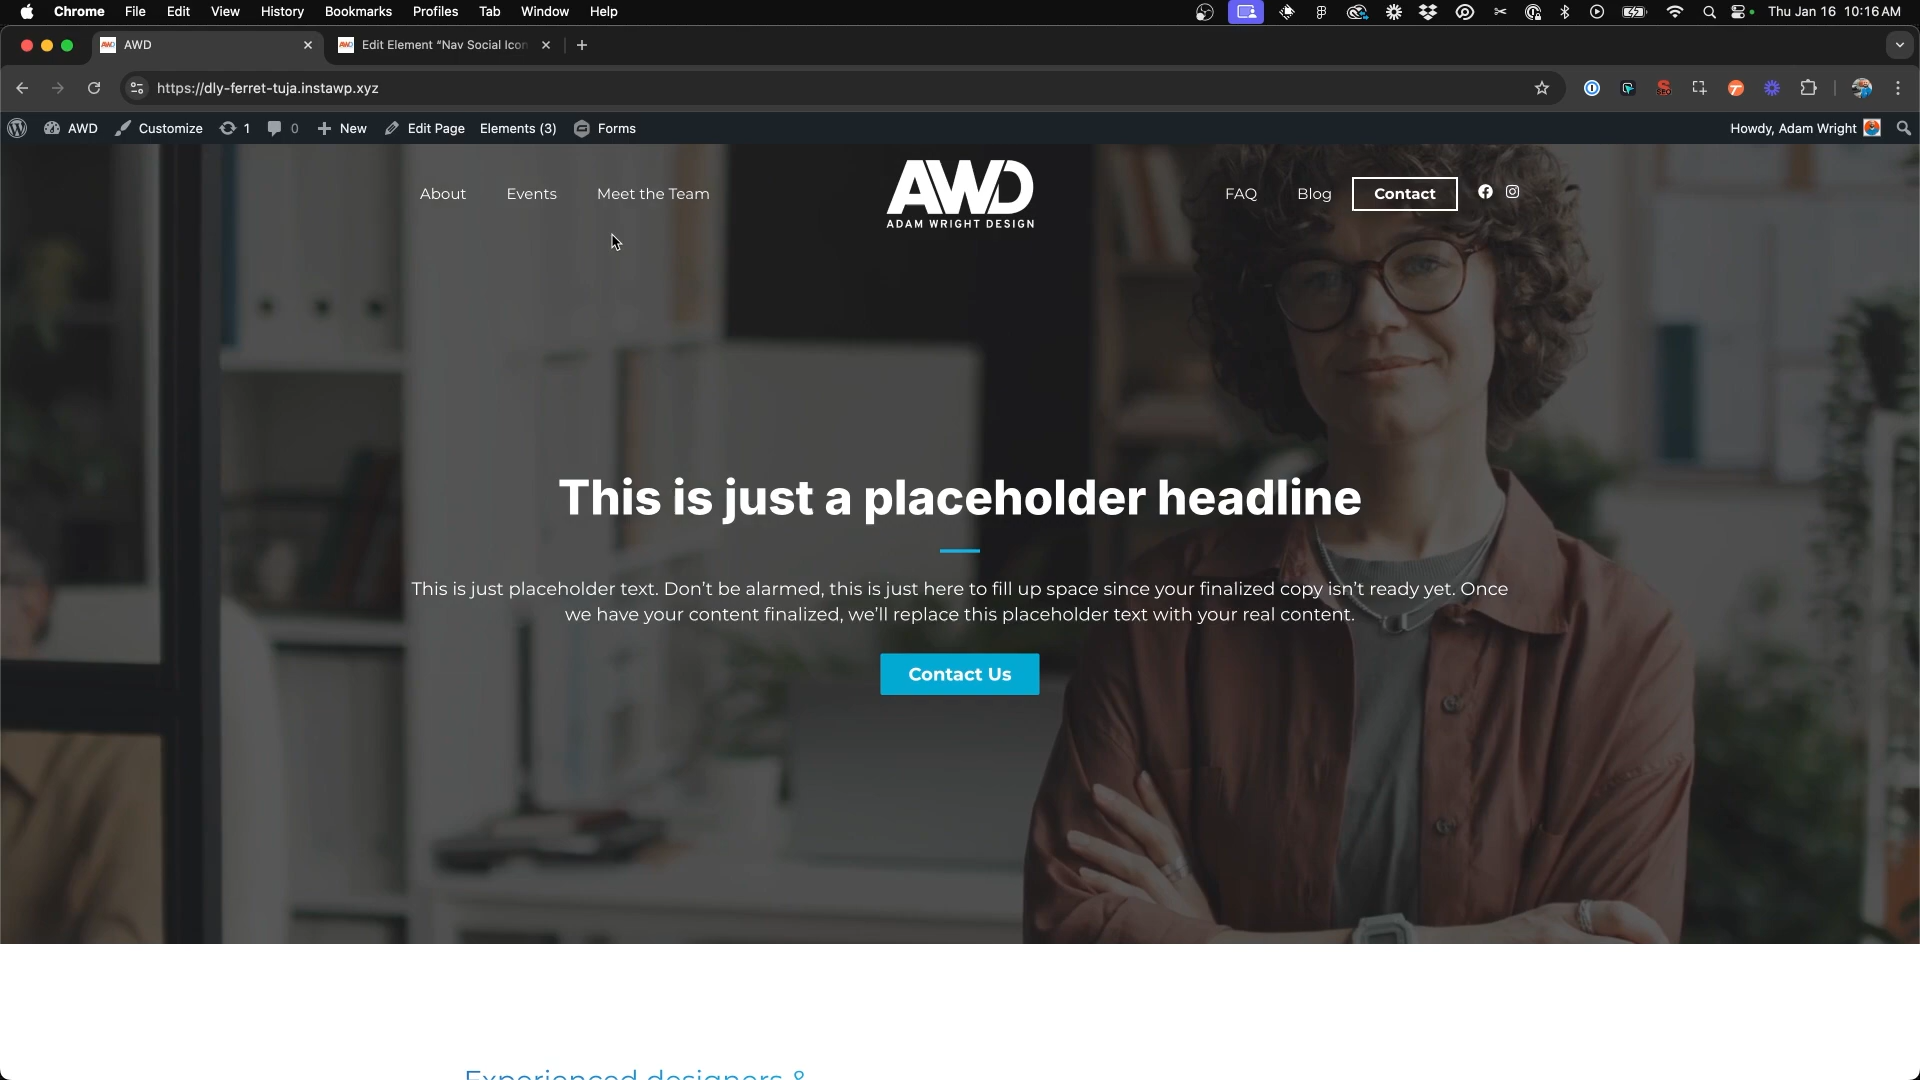 Chrome File Edit View History Bookmarks Profiles Tab Window Help Thu Jan 16 10:16 AM
AWD Edit Element “Nav Social Icon
https://dly-ferret-tuja.instawp.xyz
AWD Customize 1 0 New Edit Page Elements (3) Forms Howdy, Adam Wright
About Events Meet the Team AWD FAQ Blog Contact
ADAM WRIGHT DESIGN
This is just a placeholder headline
This is just placeholder text. Don’t be alarmed, this is just here to fill up space since your finalized copy isn’t ready yet. Once
we have your content finalized, we’ll replace this placeholder text with your real content.
Contact Us
Experienced designers &